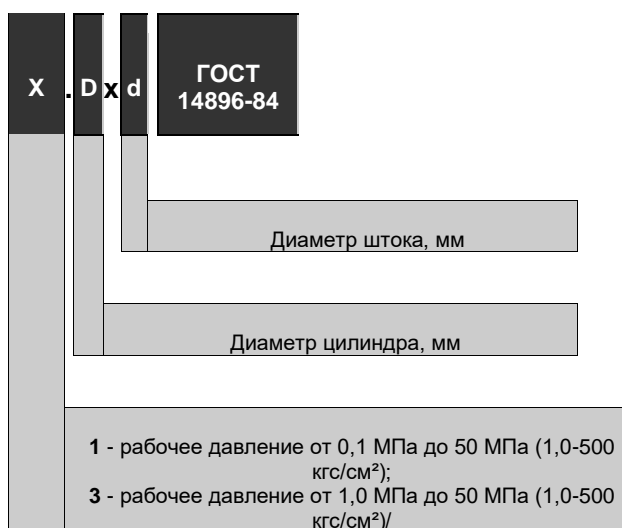 X . D x d ГОСТ
14896-84
Диаметр штока, мм
Диаметр цилиндра, мм
1 - рабочее давление от 0,1 МПа до 50 МПа (1,0-500
кгс/см²);
3 - рабочее давление от 1,0 МПа до 50 МПа (1,0-500
кгс/см²)/